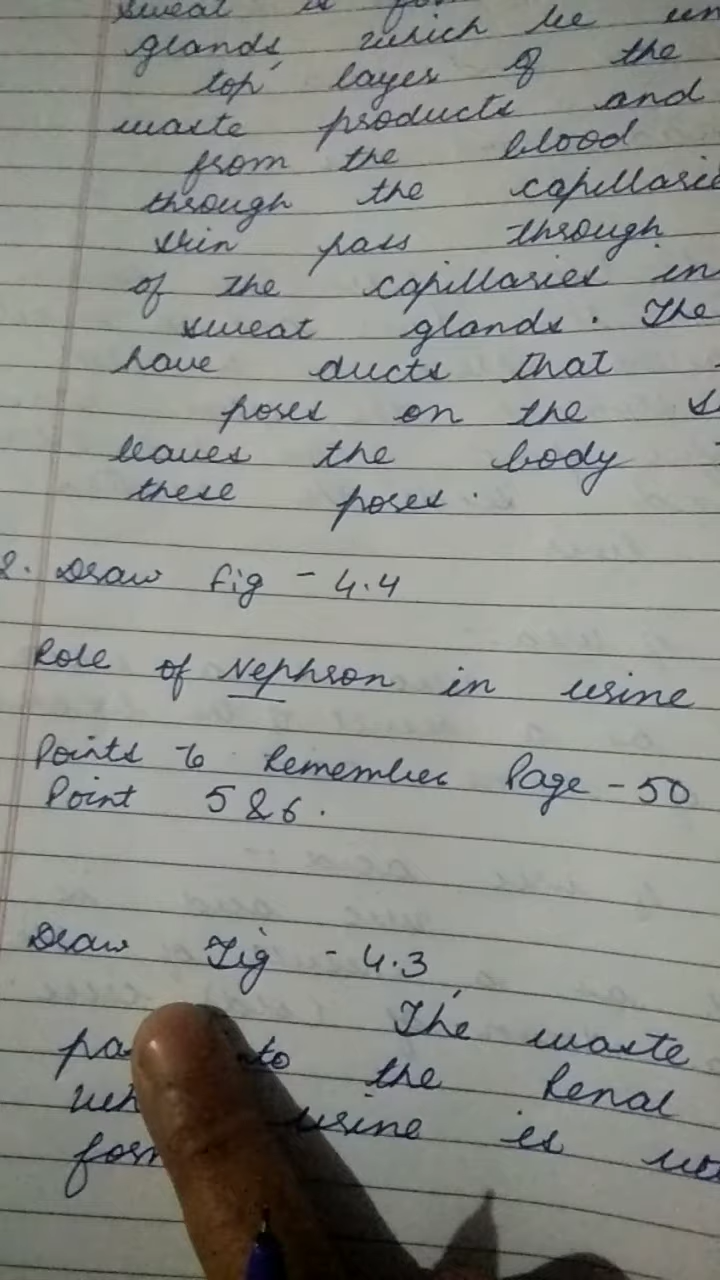 sweat is
glands which lie
top layer of the
waste products and
from the blood
through the capillaries
skin pass through
of the capillaries in
sweat glands. The
have ducts that
pores on the
leaves the body
these pores.
2. Draw fig - 4.4
Role of Nephron in urine
Points to Remember Page - 50
Point 5 & 6.
Draw Fig - 4.3
The waste
to the Renal
urine is